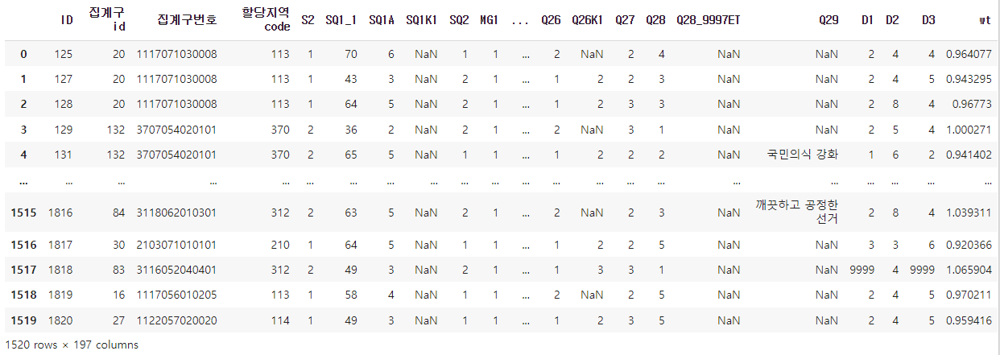 ID 집계구 id 집계구번호 할당지역 code S2 SQ1_1 SQ1A SQ1K1 SQ2 MG1 ... Q26 Q26K1 Q27 Q28 Q28_9997ET Q29 D1 D2 D3 wt
0 125 20 1117071030008 113 1 70 6 NaN 1 1 ... 2 NaN 2 4 NaN NaN 2 4 4 0.964077
1 127 20 1117071030008 113 1 43 3 NaN 2 1 ... 1 2 2 3 NaN NaN 2 4 5 0.943295
2 128 20 1117071030008 113 1 64 5 NaN 2 1 ... 1 2 3 3 NaN NaN 2 8 4 0.96773
3 129 132 3707054020101 370 2 36 2 NaN 2 1 ... 2 NaN 3 1 NaN NaN 2 5 4 1.000271
4 131 132 3707054020101 370 2 65 5 NaN 1 1 ... 1 2 2 2 NaN 국민의식 강화 1 6 2 0.941402
... ... ... ... ... ... ... ... ... ... ... ... ... ... ... ... ... ... ... ... ... ...
1515 1816 84 3118062010301 312 2 63 5 NaN 2 1 ... 2 NaN 2 3 NaN 깨끗하고 공정한 선거 2 8 4 1.039311
1516 1817 30 2103071010101 210 1 64 5 NaN 1 1 ... 1 2 2 5 NaN NaN 3 3 6 0.920366
1517 1818 83 3116052040401 312 2 49 3 NaN 2 1 ... 1 3 3 1 NaN NaN 9999 4 9999 1.065904
1518 1819 16 1117056010205 113 1 58 4 NaN 1 1 ... 2 NaN 2 5 NaN NaN 2 4 5 0.970211
1519 1820 27 1122057020020 114 1 49 3 NaN 1 1 ... 1 2 3 5 NaN NaN 2 4 5 0.959416
1520 rows × 197 columns